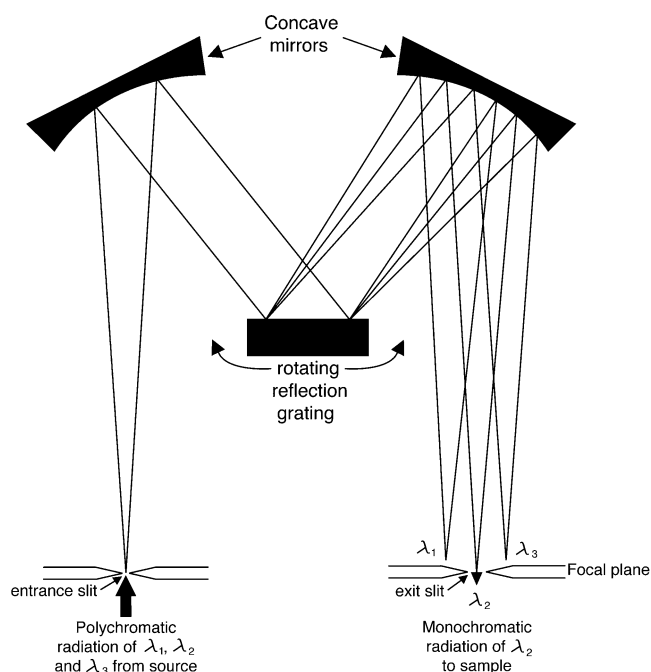 Concave
mirrors
rotating
reflection
grating
λ₁
λ₃
Focal plane
entrance slit
exit slit
λ₂
Polychromatic
radiation of λ₁, λ₂
and λ₃ from source
Monochromatic
radiation of λ₂
to sample